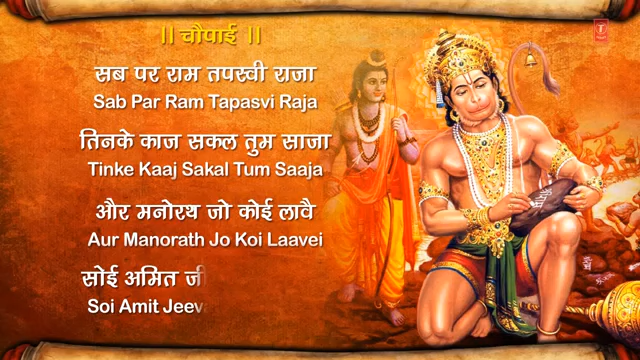 ॥ चौपाई ॥
सब पर राम तपस्वी राजा
Sab Par Ram Tapasvi Raja
तिनके काज सकल तुम साजा
Tinke Kaaj Sakal Tum Saaja
और मनोरथ जो कोई लावै
Aur Manorath Jo Koi Laavei
सोई अमित
Soi Amit